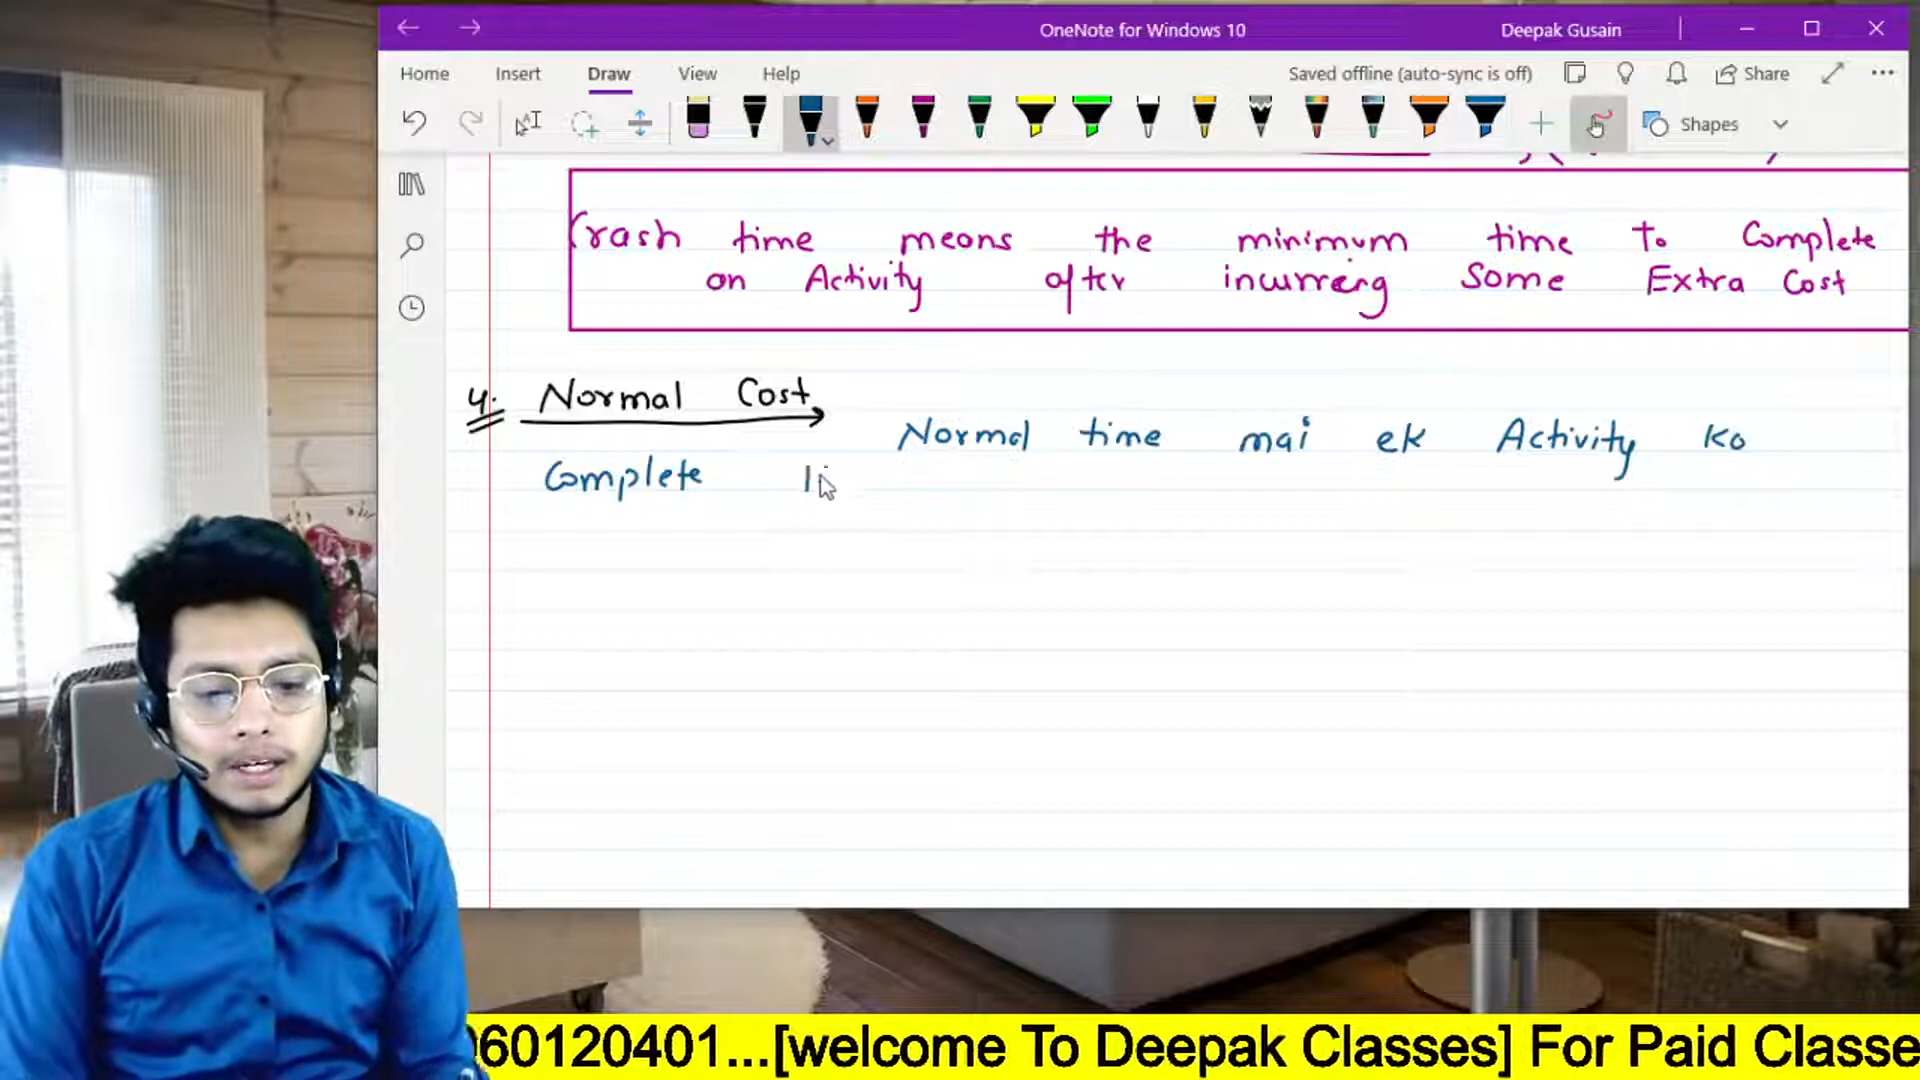 OneNote for Windows 10 Deepak Gusain
Home Insert Draw View Help Saved offline (auto-sync is off) Share
Shapes
Crash time means the minimum time To Complete
an Activity after incurring Some Extra Cost
4. Normal Cost
Normal time mai ek Activity Ko
Complete
060120401...[welcome To Deepak Classes] For Paid Classe